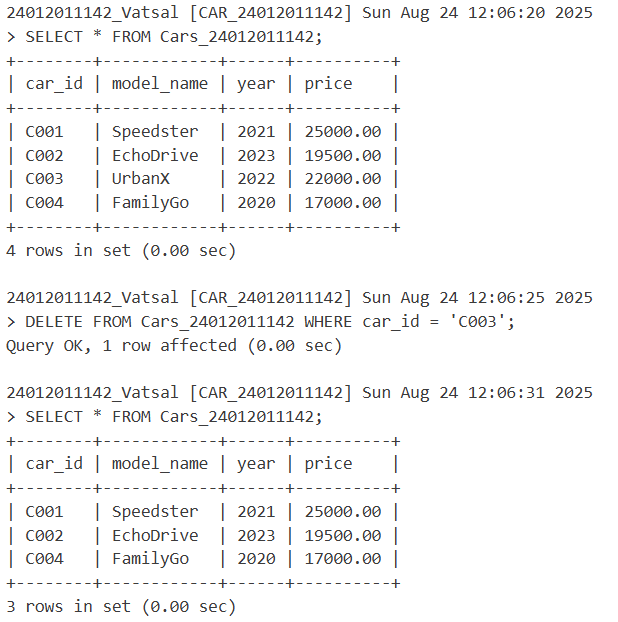 24012011142_Vatsal [CAR_24012011142] Sun Aug 24 12:06:20 2025
> SELECT * FROM Cars_24012011142;
+--------+------------+------+----------+
| car_id | model_name | year | price    |
+--------+------------+------+----------+
| C001   | Speedster  | 2021 | 25000.00 |
| C002   | EchoDrive  | 2023 | 19500.00 |
| C003   | UrbanX     | 2022 | 22000.00 |
| C004   | FamilyGo   | 2020 | 17000.00 |
+--------+------------+------+----------+
4 rows in set (0.00 sec)

24012011142_Vatsal [CAR_24012011142] Sun Aug 24 12:06:25 2025
> DELETE FROM Cars_24012011142 WHERE car_id = 'C003';
Query OK, 1 row affected (0.00 sec)

24012011142_Vatsal [CAR_24012011142] Sun Aug 24 12:06:31 2025
> SELECT * FROM Cars_24012011142;
+--------+------------+------+----------+
| car_id | model_name | year | price    |
+--------+------------+------+----------+
| C001   | Speedster  | 2021 | 25000.00 |
| C002   | EchoDrive  | 2023 | 19500.00 |
| C004   | FamilyGo   | 2020 | 17000.00 |
+--------+------------+------+----------+
3 rows in set (0.00 sec)